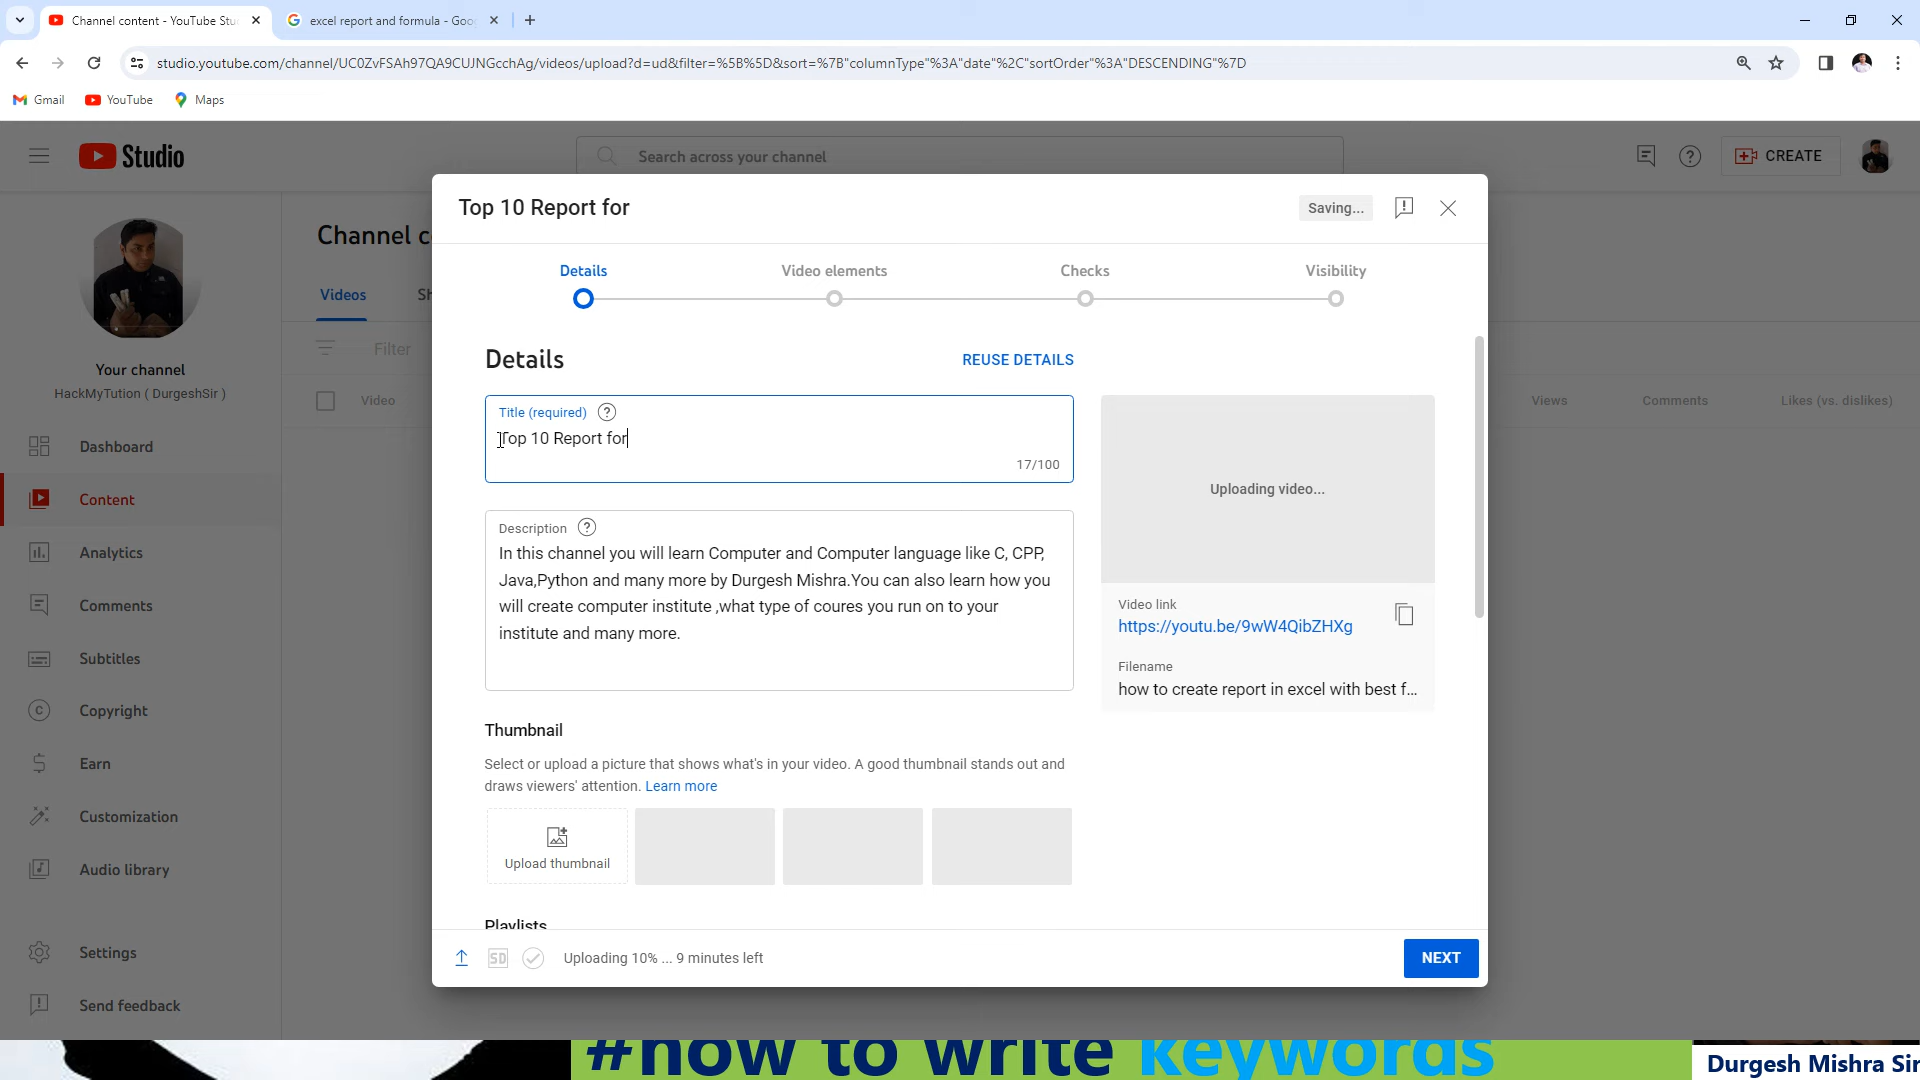 Channel content - YouTube Stu
excel report and formula - Goo
studio.youtube.com/channel/UC0ZvFSAh97QA9CUJNGcchAg/videos/upload?d=ud&filter=%5B%5D&sort=%7B"columnType"%3A"date"%2C"sortOrder"%3A"DESCENDING"%7D
Gmail
YouTube
Maps
Studio
Search across your channel
CREATE
Your channel
HackMyTution ( DurgeshSir )
Dashboard
Content
Analytics
Comments
Subtitles
Copyright
Earn
Customization
Audio library
Settings
Send feedback
Channel c
Videos
Sh
Filter
Video
Views
Comments
Likes (vs. dislikes)
Top 10 Report for
Saving...
Details
Video elements
Checks
Visibility
Details
REUSE DETAILS
Title (required)
Top 10 Report for
17/100
Description
In this channel you will learn Computer and Computer language like C, CPP,
Java,Python and many more by Durgesh Mishra.You can also learn how you
will create computer institute ,what type of coures you run on to your
institute and many more.
Uploading video...
Video link
https://youtu.be/9wW4QibZHXg
Filename
how to create report in excel with best f...
Thumbnail
Select or upload a picture that shows what's in your video. A good thumbnail stands out and
draws viewers' attention. Learn more
Upload thumbnail
Playlists
SD
Uploading 10% ... 9 minutes left
NEXT
#how to write keywords
Durgesh Mishra Sir